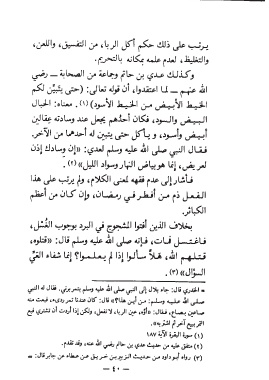 يرتب على ذلك حكم آكل الربا، من التفسيق، واللعن،
والتغليظ، لعدم علمه بمكانه بالتحريم.
وكذلك عدي بن حاتم وجماعة من الصحابة ــ رضي
الله عنهم ــ لما اعتقدوا، أن قوله تعالى: (حتى يتبين لكم
الخيط الأبيض من الخيط الأسود) (١). معناه: الحبال
البيض والسود، فكان أحدهم يجعل عند وسادته عقالين
أبيض وأسود، ويأكل حتى يتبين له أحدهما من الآخر.
فقال النبي صلى الله عليه وسلم لعدي: «إن وسادك إذن
لعريض، إنما هو بياض النهار وسواد الليل» (٢).
فأشار إلى عدم فقهه لمعنى الكلام، ولم يرتب على هذا
الفعل ذم من أفطر في رمضان، وإن كان من أعظم
الكبائر.
بخلاف الذين أفتوا المشجوج في البرد بوجوب الغسل،
فاغتسل فمات، فإنه صلى الله عليه وسلم قال: «قتلوه،
قتلهم الله، هلا سألوا إذا لم يعلموا؟ إنما شفاء العي
السؤال» (٣).
= الخدري قال: جاء بلال إلى النبي صلى الله عليه وسلم بتمر برني. فقال له النبي
صلى الله عليه وسلم: من أين هذا؟» قال: كان عندنا تمر رديء، فبعت منه
صاعين بصاع، فقال: «أوه، عين الربا، لا تفعل، ولكن إذا أردت أن تشتري فبع
التمر ببيع آخر ثم اشتر به».
(١) سورة البقرة الآية ١٨٧
(٢) متفق عليه من حديث عدي بن حاتم رضي الله عنه، وقد تقدم.
(٣) رواه أبو داود من حديث الزبير بن خريق عن عطاء عن جابر قال: =
ــ ٤٠ ــ